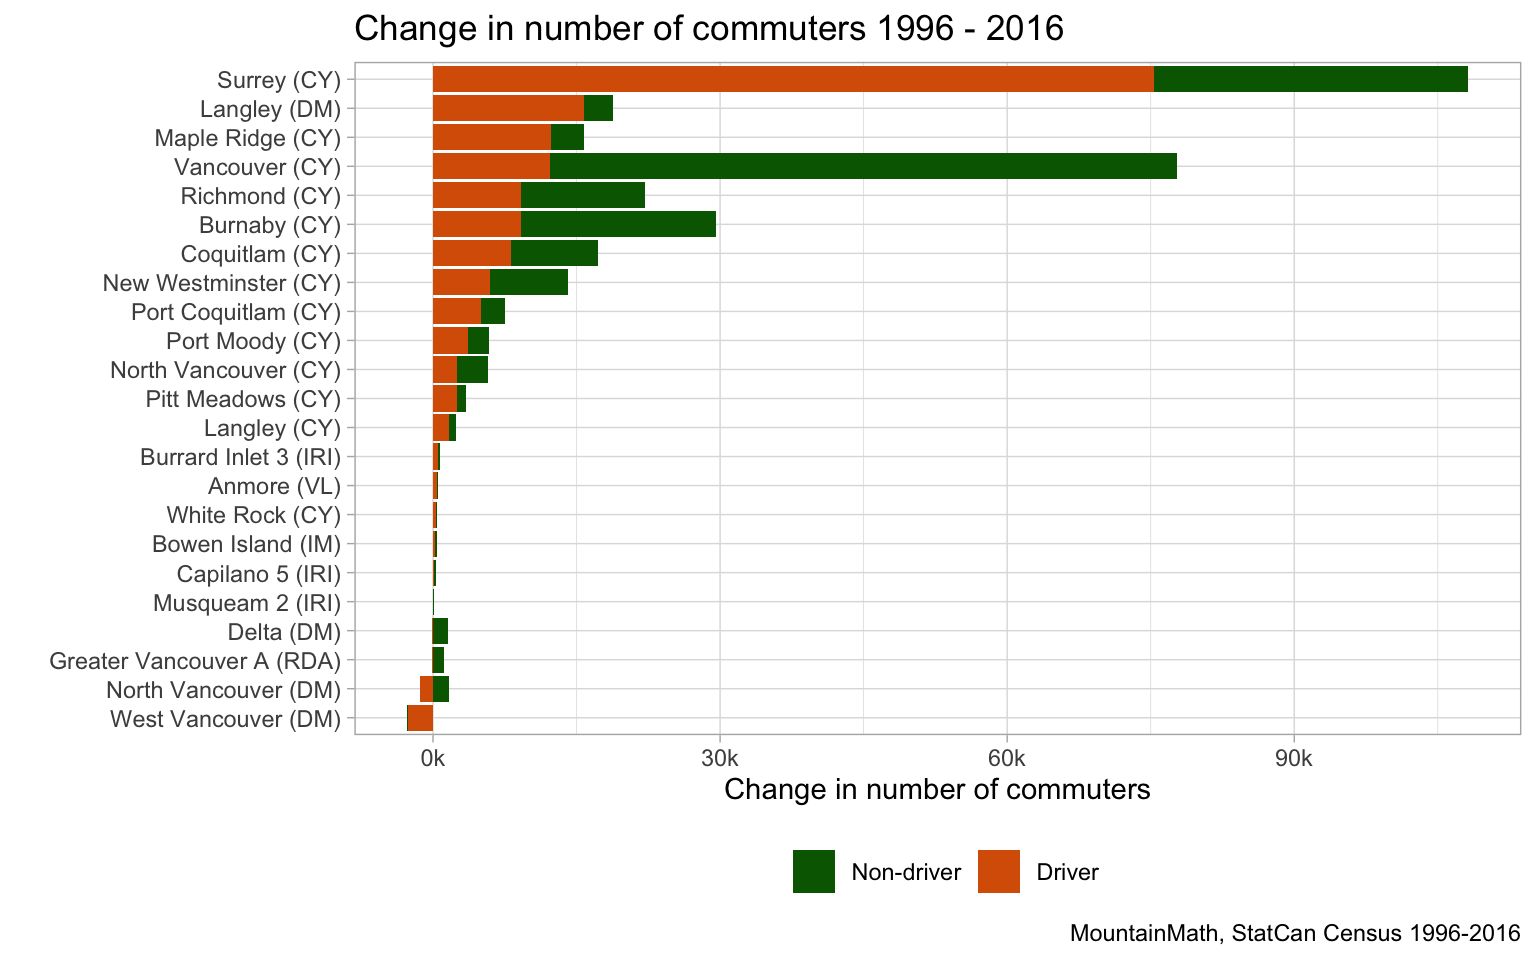 Change in number of commuters 1996 - 2016
Surrey (CY)
Langley (DM)
Maple Ridge (CY)
Vancouver (CY)
Richmond (CY)
Burnaby (CY)
Coquitlam (CY)
New Westminster (CY)
Port Coquitlam (CY)
Port Moody (CY)
North Vancouver (CY)
Pitt Meadows (CY)
Langley (CY)
Burrard Inlet 3 (IRI)
Anmore (VL)
White Rock (CY)
Bowen Island (IM)
Capilano 5 (IRI)
Musqueam 2 (IRI)
Delta (DM)
Greater Vancouver A (RDA)
North Vancouver (DM)
West Vancouver (DM)
0k 30k 60k 90k
Change in number of commuters
Non-driver Driver
MountainMath, StatCan Census 1996-2016